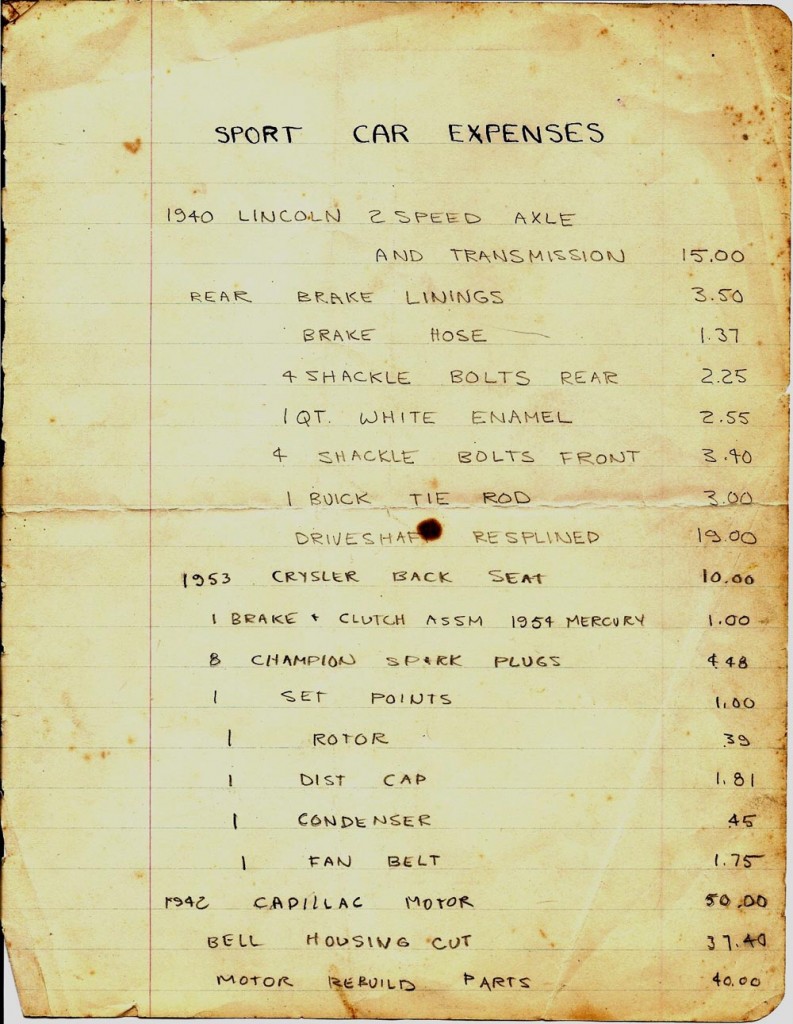 SPORT CAR EXPENSES
1940 LINCOLN 2 SPEED AXLE
AND TRANSMISSION 15.00
REAR BRAKE LININGS 3.50
BRAKE HOSE 1.37
4 SHACKLE BOLTS REAR 2.25
1 QT. WHITE ENAMEL 2.55
4 SHACKLE BOLTS FRONT 3.40
1 BUICK TIE ROD 3.00
DRIVESHAFT RESPLINED 19.00
1953 CRYSLER BACK SEAT 10.00
1 BRAKE + CLUTCH ASSM 1954 MERCURY 1.00
8 CHAMPION SPARK PLUGS 4.48
1 SET POINTS 1.00
1 ROTOR .39
1 DIST CAP 1.81
1 CONDENSER .45
1 FAN BELT 1.75
1942 CADILLAC MOTOR 50.00
BELL HOUSING CUT 37.40
MOTOR REBUILD PARTS 40.00